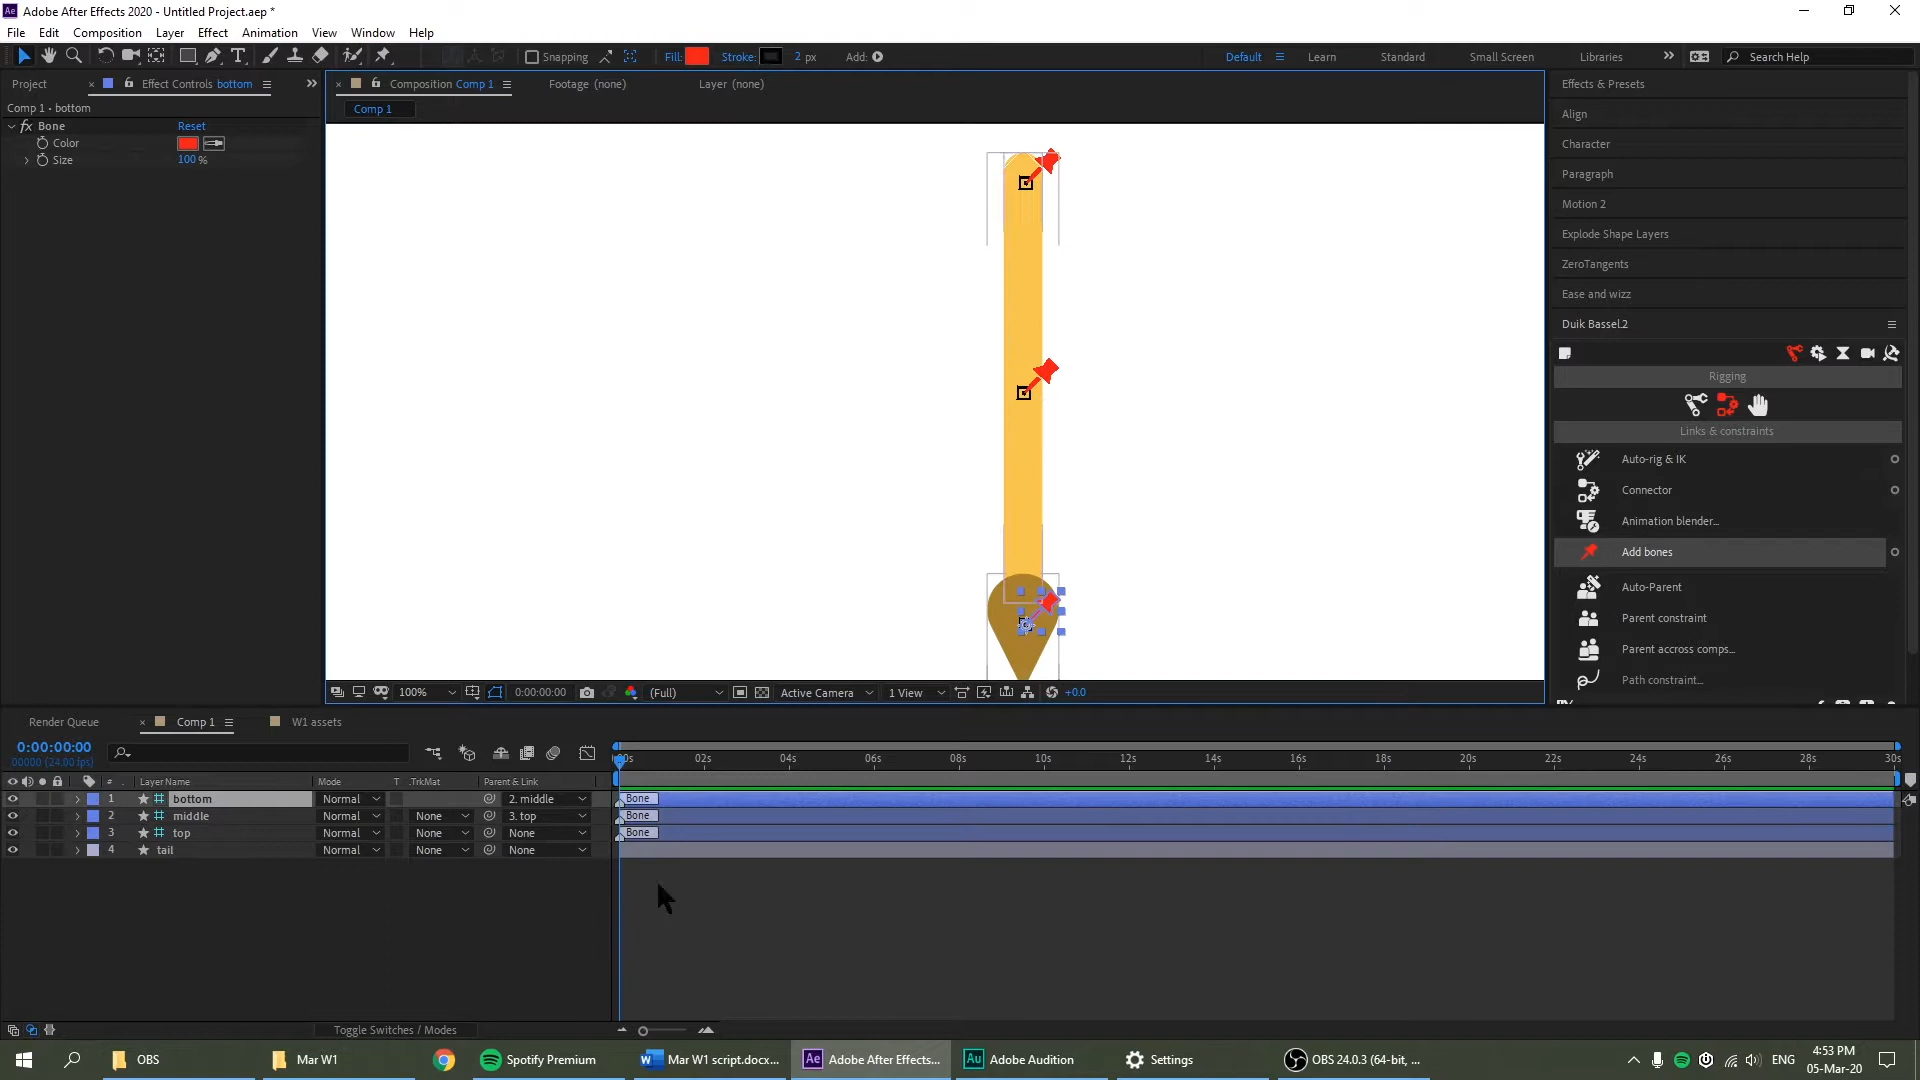 Adobe After Effects 2020 - Untitled Project.aep *
File Edit Composition Layer Effect Animation View Window Help
Snapping Fill: Stroke: 2 px Add: Default Learn Standard Small Screen Libraries Search Help
Project Effect Controls bottom Composition Comp 1 Footage (none) Layer (none)
Comp 1 • bottom
Comp 1
fx Bone Reset
Color
Size 100 %
Effects & Presets
Align
Character
Paragraph
Motion 2
Explode Shape Layers
ZeroTangents
Ease and wizz
Duik Bassel.2
Rigging
Links & constraints
Auto-rig & IK
Connector
Animation blender...
Add bones
Auto-Parent
Parent constraint
Parent accross comps...
Path constraint...
100% 0:00:00:00 (Full) Active Camera 1 View +0.0
Render Queue Comp 1 W1 assets
0:00:00:00
00000 (24.00 fps)
02s 04s 06s 08s 10s 12s 14s 16s 18s 20s 22s 24s 26s 28s 30s
# Layer Name Mode T .TrkMat Parent & Link
1 bottom Normal 2. middle Bone
2 middle Normal None 3. top Bone
3 top Normal None None Bone
4 tail Normal None None
Toggle Switches / Modes
OBS Mar W1 Spotify Premium Mar W1 script.docx... Adobe After Effects... Adobe Audition Settings OBS 24.0.3 (64-bit, ... ENG 4:53 PM
05-Mar-20